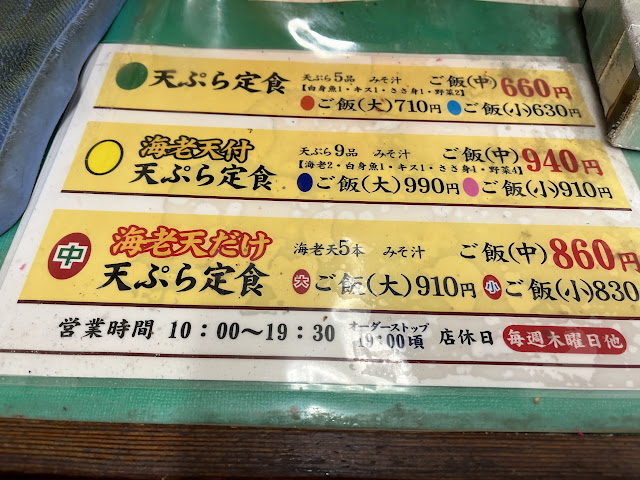 天ぷら定食 天ぷら5品 みそ汁 ご飯(中) 660円
【白身魚1・キス1・ささ身1・野菜2】
ご飯(大)710円 ご飯(小)630円
海老天付
天ぷら定食 天ぷら9品 みそ汁 ご飯(中) 940円
【海老2・白身魚1・キス1・ささ身1・野菜4】
ご飯(大)990円 ご飯(小)910円
中 海老天だけ
天ぷら定食 海老天5本 みそ汁 ご飯(中) 860円
大 ご飯(大)910円 小 ご飯(小)830
営業時間 10:00〜19:30 オーダーストップ 19:00頃 店休日 毎週木曜日他